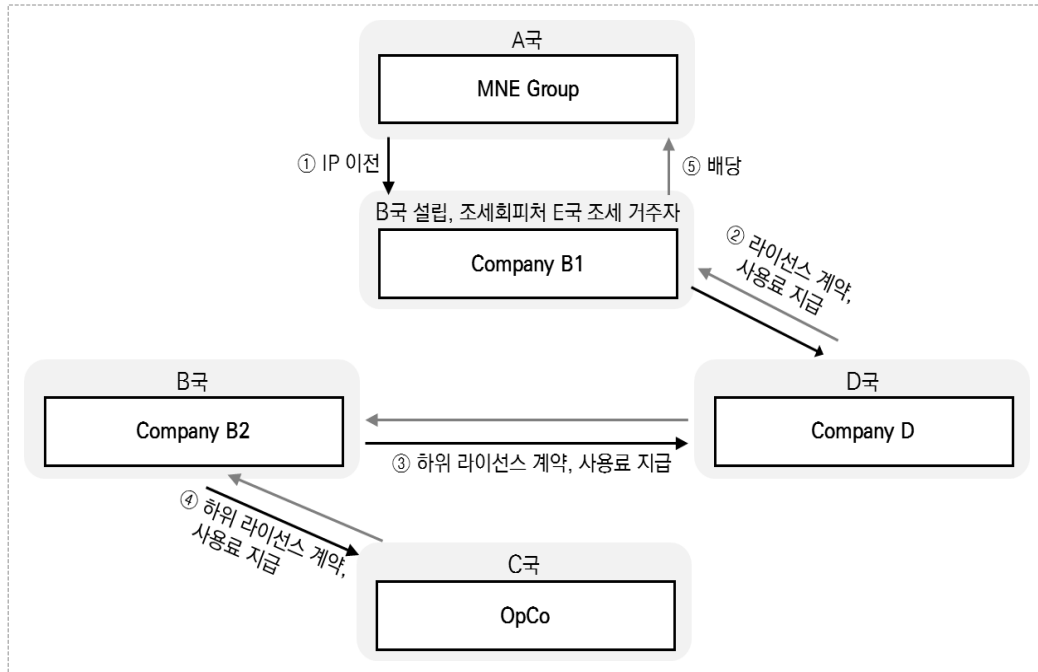 A국
MNE Group
① IP 이전
⑤ 배당
B국 설립, 조세회피처 E국 조세 거주자
Company B1
② 라이선스 계약,
사용료 지급
B국
Company B2
D국
Company D
③ 하위 라이선스 계약, 사용료 지급
④ 하위 라이선스 계약,
사용료 지급
C국
OpCo